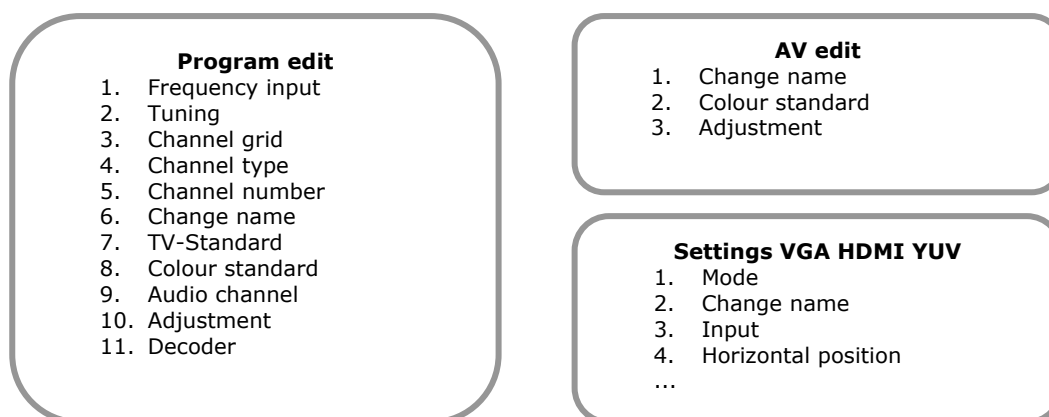 Program edit
1. Frequency input
2. Tuning
3. Channel grid
4. Channel type
5. Channel number
6. Change name
7. TV-Standard
8. Colour standard
9. Audio channel
10. Adjustment
11. Decoder
AV edit
1. Change name
2. Colour standard
3. Adjustment
Settings VGA HDMI YUV
1. Mode
2. Change name
3. Input
4. Horizontal position
...